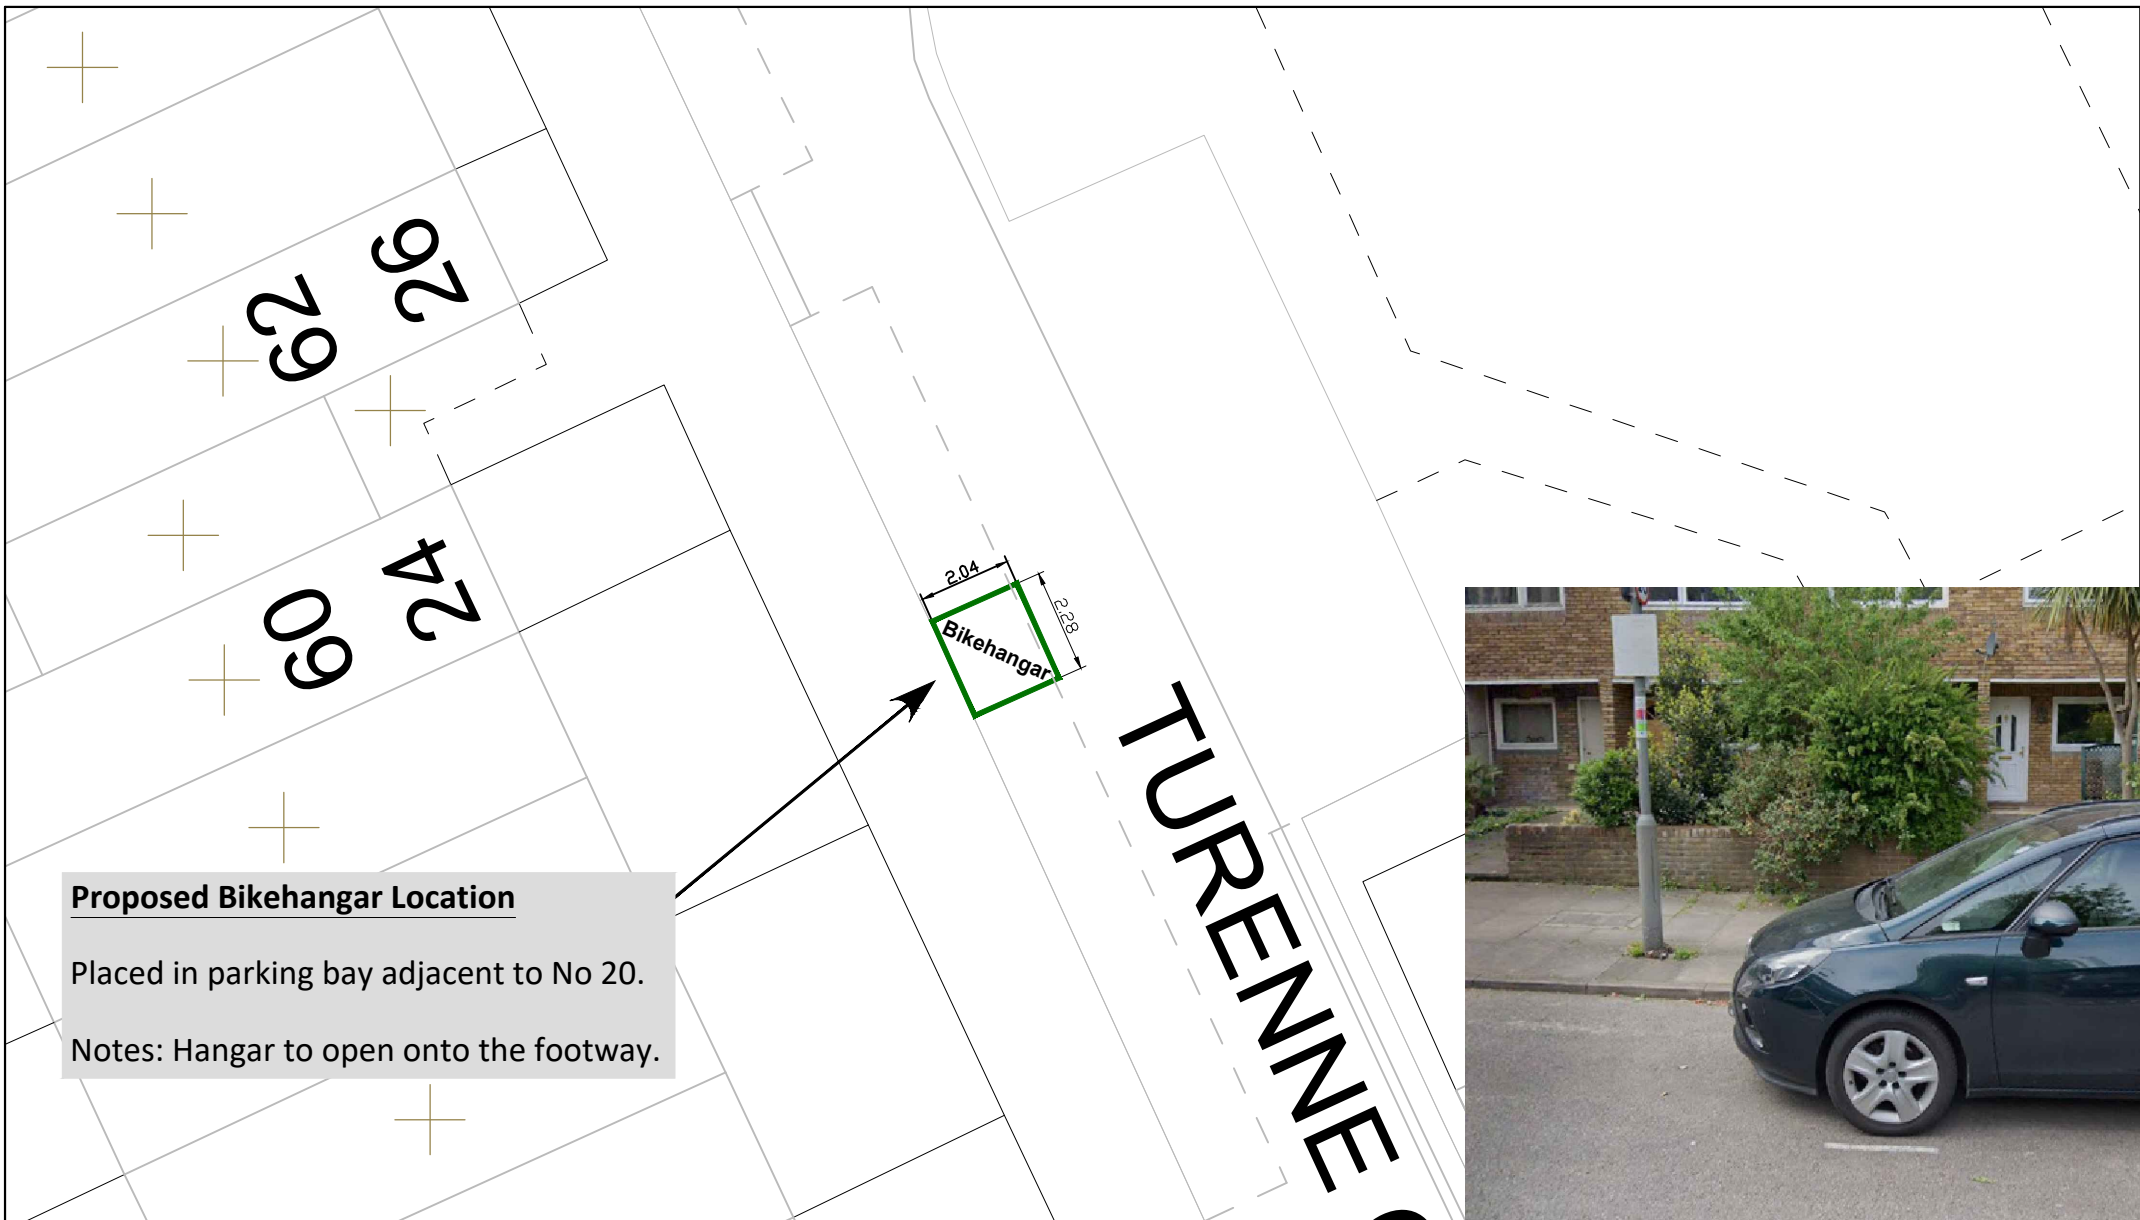 26
62
24
60
2.04
2.28
Bikehangar
TURENNE
Proposed Bikehangar Location
Placed in parking bay adjacent to No 20.
Notes: Hangar to open onto the footway.